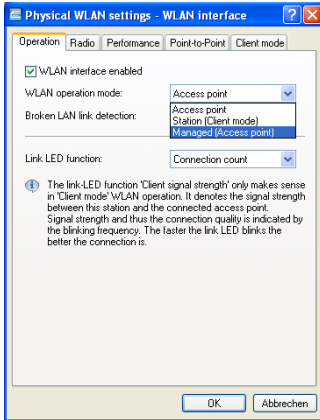 Physical WLAN settings - WLAN interface
Operation Radio Performance Point-to-Point Client mode
WLAN interface enabled
WLAN operation mode: Access point
Access point
Broken LAN link detection: Station (Client mode)
Managed (Access point)
Link LED function: Connection count
The link-LED function 'Client signal strength' only makes sense
in 'Client mode' WLAN operation. It denotes the signal strength
between this station and the connected access point.
Signal strength and thus the connection quality is indicated by
the blinking frequency. The faster the link LED blinks the
better the connection is.
OK Abbrechen